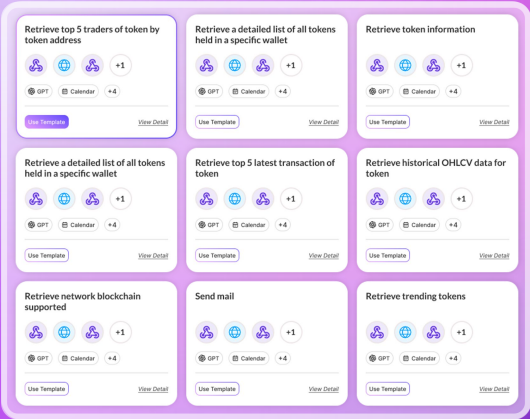 Retrieve top 5 traders of token by
token address
+1
GPT
Calendar
+4
Use Template
View Detail
Retrieve a detailed list of all tokens
held in a specific wallet
+1
GPT
Calendar
+4
Use Template
View Detail
Retrieve token information
+1
GPT
Calendar
+4
Use Template
View Detail
Retrieve a detailed list of all tokens
held in a specific wallet
+1
GPT
Calendar
+4
Use Template
View Detail
Retrieve top 5 latest transaction of
token
+1
GPT
Calendar
+4
Use Template
View Detail
Retrieve historical OHLCV data for
token
+1
GPT
Calendar
+4
Use Template
View Detail
Retrieve network blockchain
supported
+1
GPT
Calendar
+4
Use Template
View Detail
Send mail
+1
GPT
Calendar
+4
Use Template
View Detail
Retrieve trending tokens
+1
GPT
Calendar
+4
Use Template
View Detail